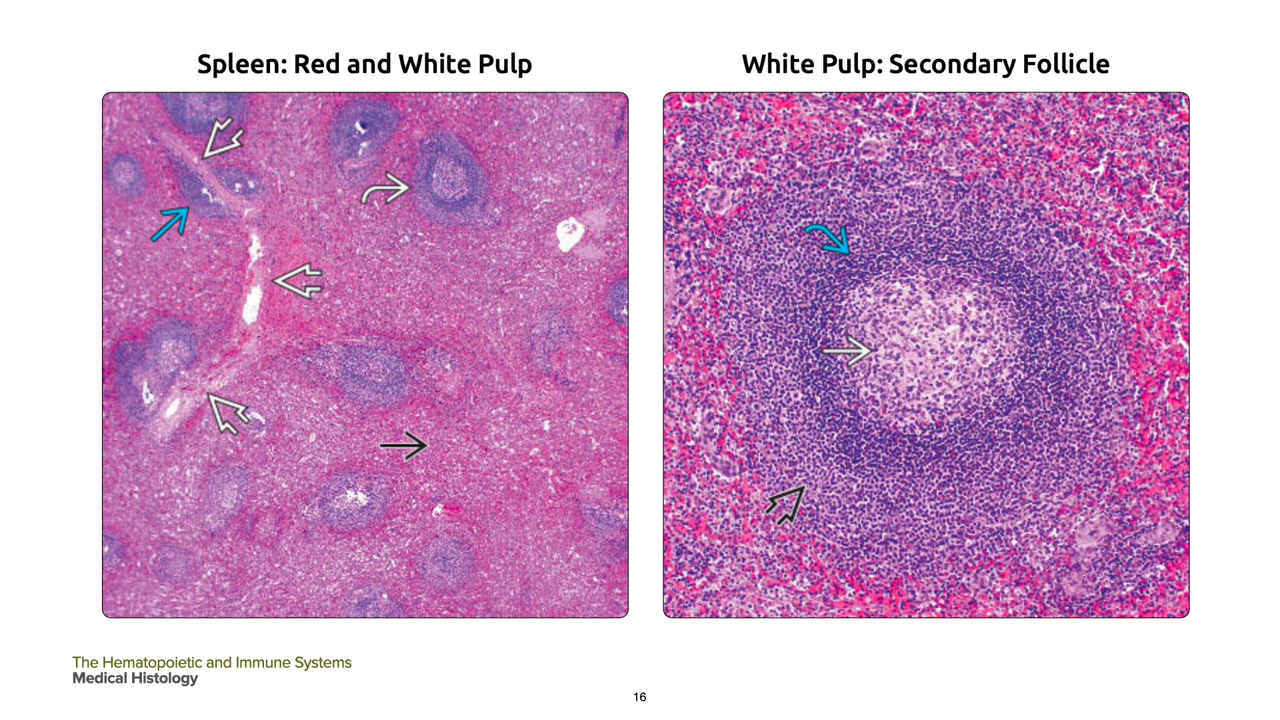 Spleen: Red and White Pulp
White Pulp: Secondary Follicle
The Hematopoietic and Immune Systems
Medical Histology
16